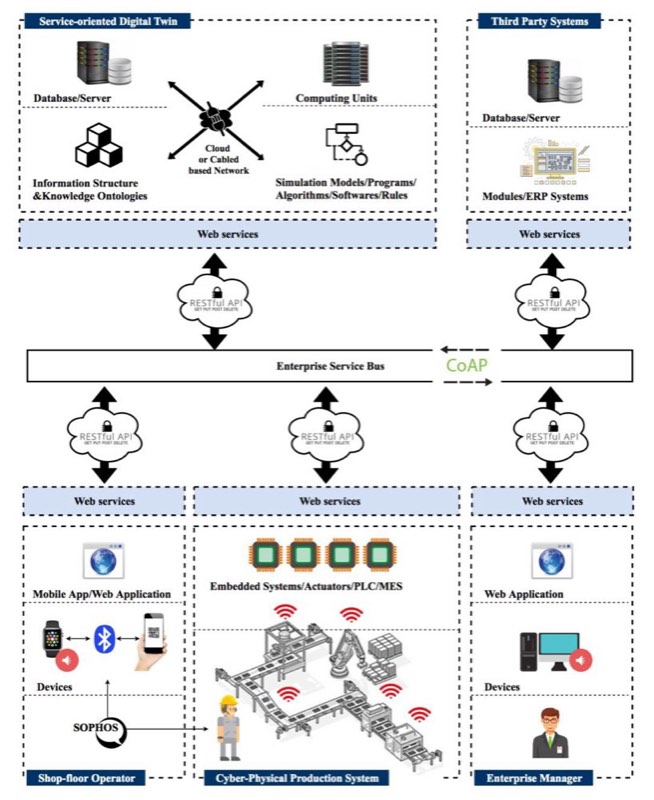 Service-oriented Digital Twin
Third Party Systems
Database/Server
Computing Units
Cloud
or Cabled
based Network
Information Structure
&Knowledge Ontologies
Simulation Models/Programs/
Algorithms/Softwares/Rules
Database/Server
Modules/ERP Systems
Web services
Web services
RESTful API
GET PUT POST DELETE
RESTful API
GET PUT POST DELETE
Enterprise Service Bus
CoAP
RESTful API
GET PUT POST DELETE
RESTful API
GET PUT POST DELETE
RESTful API
GET PUT POST DELETE
Web services
Web services
Web services
Mobile App/Web Application
Embedded Systems/Actuators/PLC/MES
Web Application
Devices
Devices
SOPHOS
Shop-floor Operator
Cyber-Physical Production System
Enterprise Manager